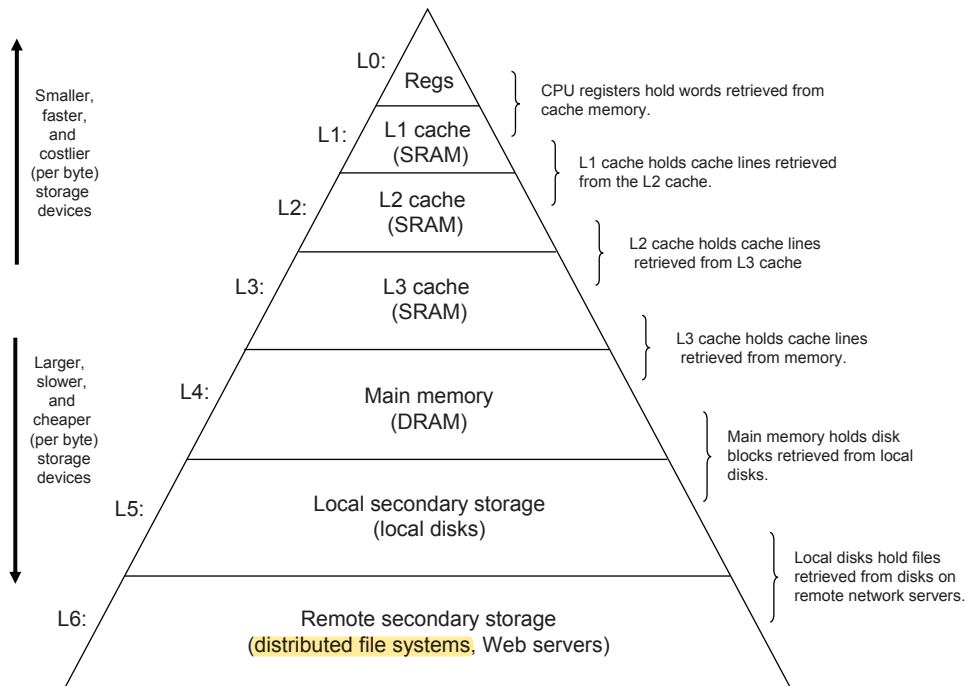 Smaller,
faster,
and
costlier
(per byte)
storage
devices
Larger,
slower,
and
cheaper
(per byte)
storage
devices
L0:
Regs
CPU registers hold words retrieved from
cache memory.
L1:
L1 cache
(SRAM)
L1 cache holds cache lines retrieved
from the L2 cache.
L2:
L2 cache
(SRAM)
L2 cache holds cache lines
retrieved from L3 cache
L3:
L3 cache
(SRAM)
L3 cache holds cache lines
retrieved from memory.
L4:
Main memory
(DRAM)
Main memory holds disk
blocks retrieved from local
disks.
L5:
Local secondary storage
(local disks)
Local disks hold files
retrieved from disks on
remote network servers.
L6:
Remote secondary storage
(distributed file systems, Web servers)